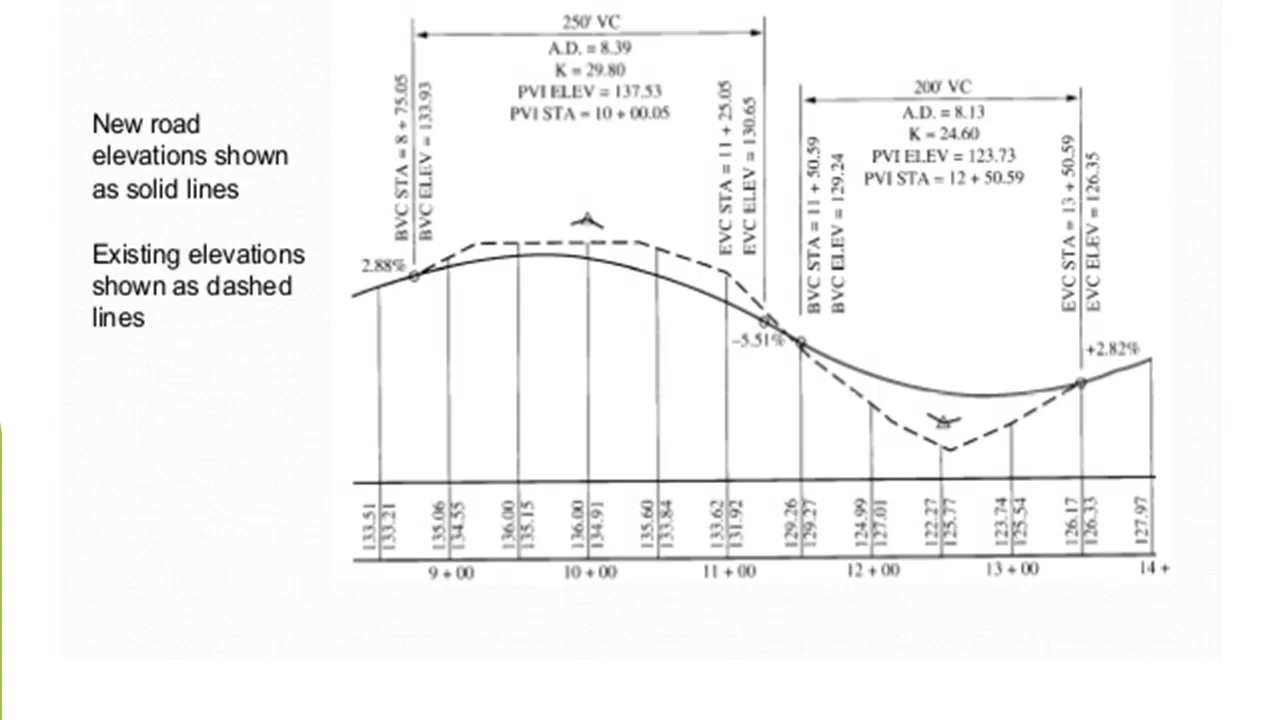 New road
elevations shown
as solid lines
Existing elevations
shown as dashed
lines
250' VC
A.D. = 8.39
K = 29.80
PVI ELEV = 137.53
PVI STA = 10 + 00.05
BVC STA = 8 + 75.05
BVC ELEV = 133.93
EVC STA = 11 + 25.05
EVC ELEV = 130.65
200' VC
A.D. = 8.13
K = 24.60
PVI ELEV = 123.73
PVI STA = 12 + 50.59
BVC STA = 11 + 50.59
BVC ELEV = 129.24
EVC STA = 13 + 50.59
EVC ELEV = 126.35
2.88%
–5.51%
+2.82%
133.51
133.21
135.06
134.55
136.00
135.15
136.00
134.91
135.60
133.84
133.62
131.92
129.26
129.27
124.99
127.01
122.27
125.77
123.74
125.54
126.17
126.33
127.97
9 + 00
10 + 00
11 + 00
12 + 00
13 + 00
14 +